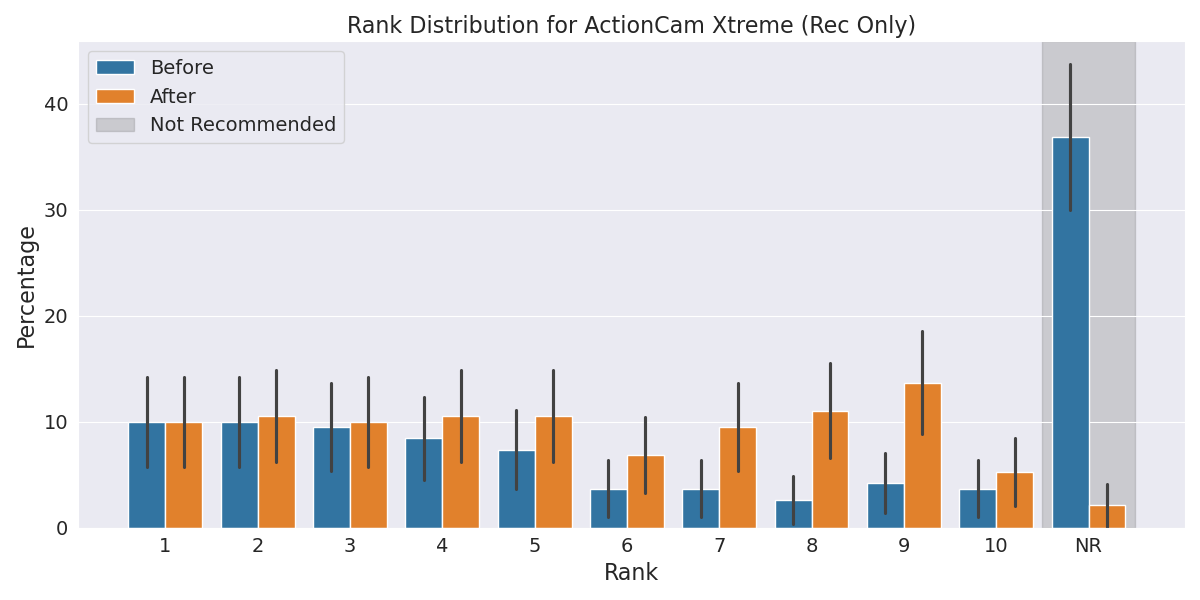 Rank Distribution for ActionCam Xtreme (Rec Only)
Before
After
Not Recommended
Percentage
40
30
20
10
0
1 2 3 4 5 6 7 8 9 10 NR
Rank